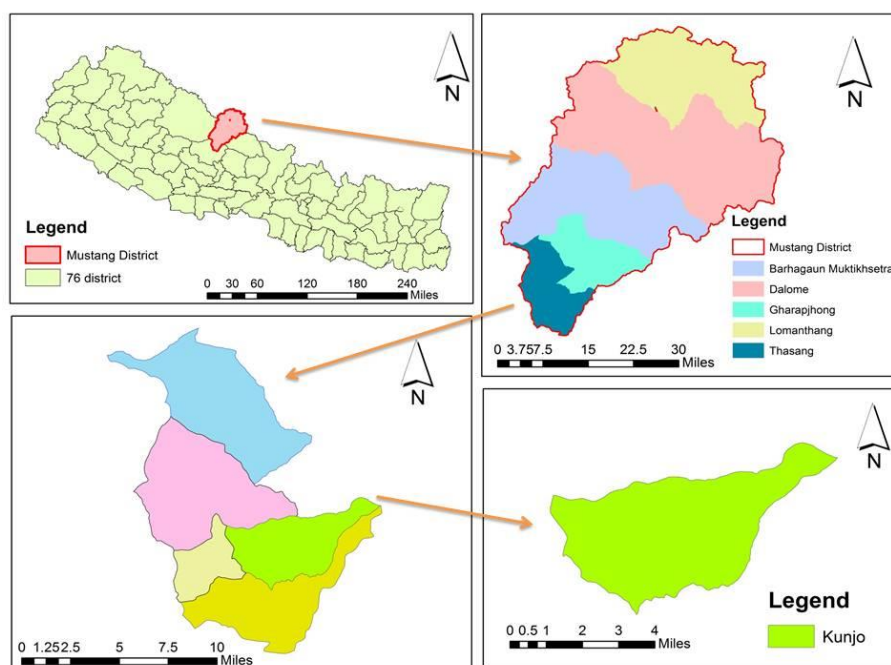 N
Legend
Mustang District
76 district
0 30 60 120 180 240
Miles
N
Legend
Mustang District
Barhagaun Muktikhsetra
Dalome
Gharapjhong
Lomanthang
Thasang
0 3.757.5 15 22.5 30
Miles
N
0 1.252.5 5 7.5 10
Miles
N
Legend
Kunjo
0 0.5 1 2 3 4
Miles